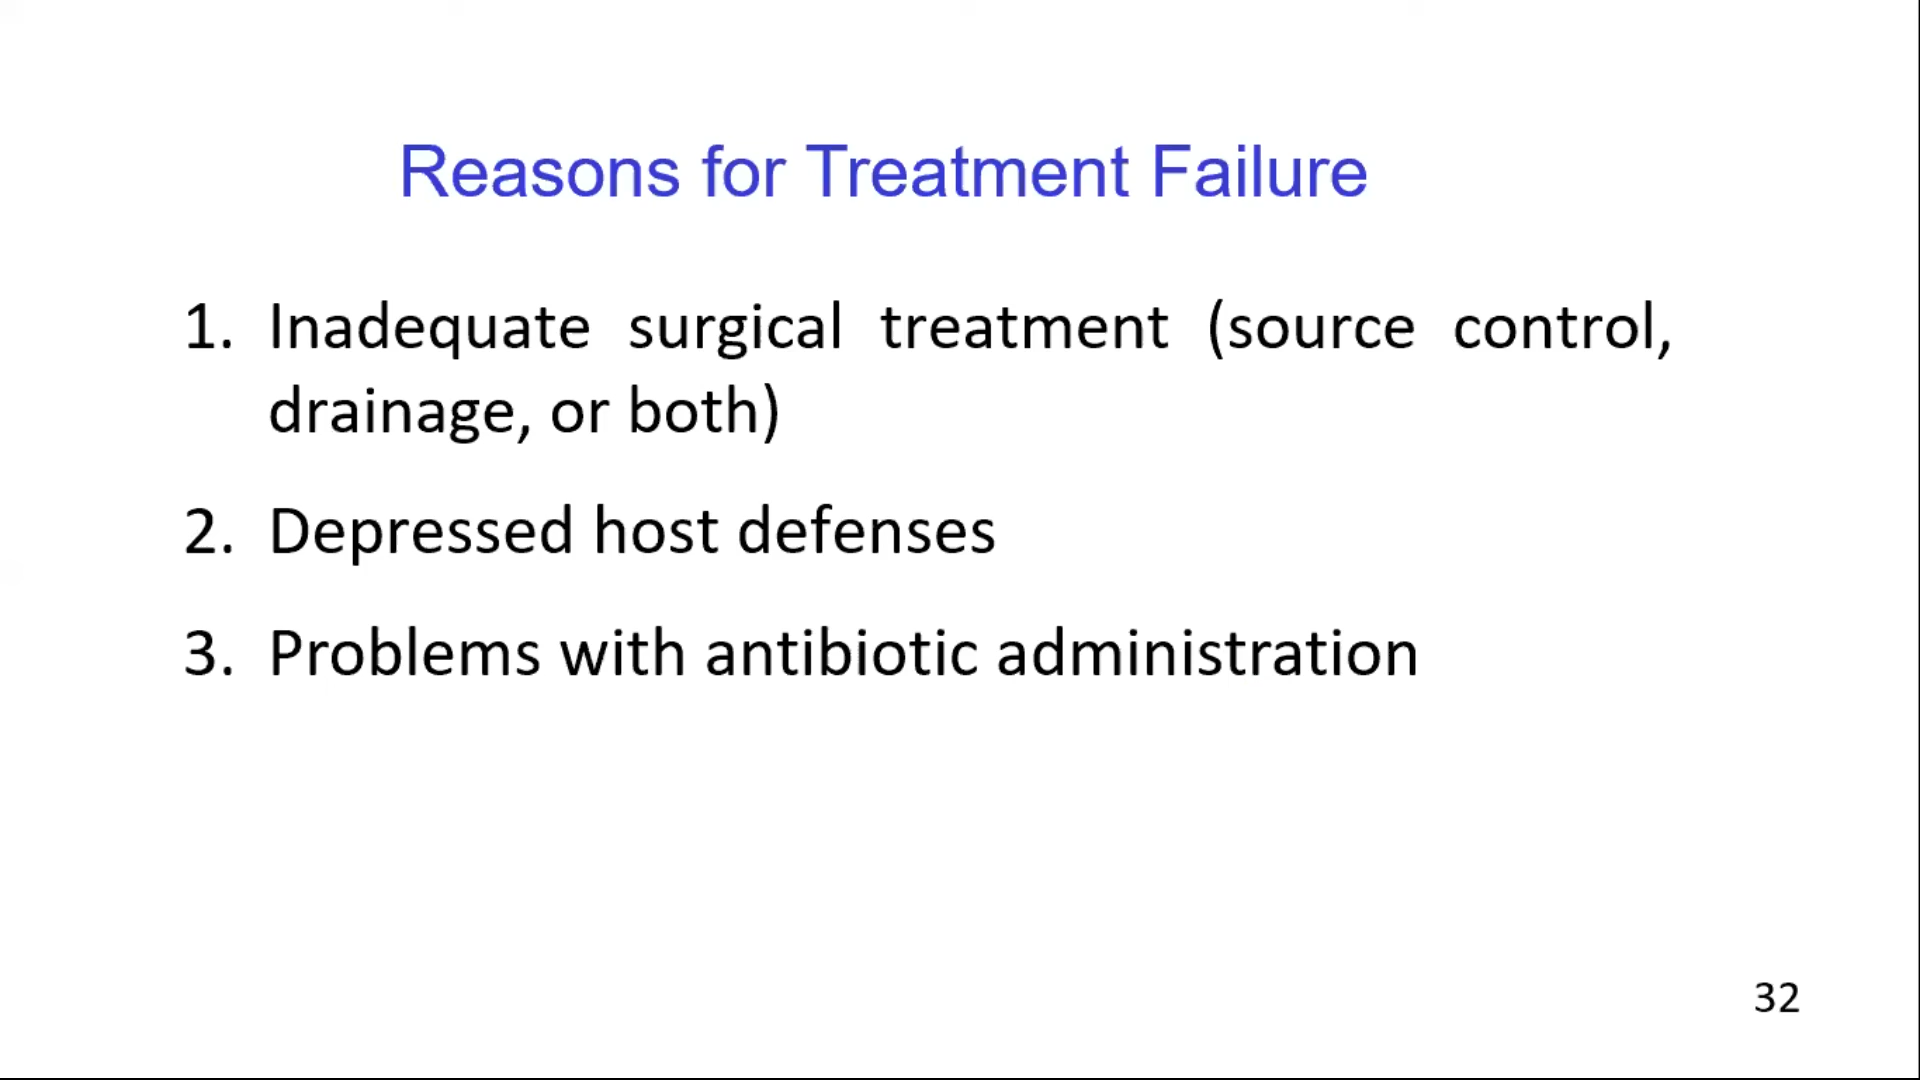 Reasons for Treatment Failure
1. Inadequate surgical treatment (source control,
drainage, or both)
2. Depressed host defenses
3. Problems with antibiotic administration
32